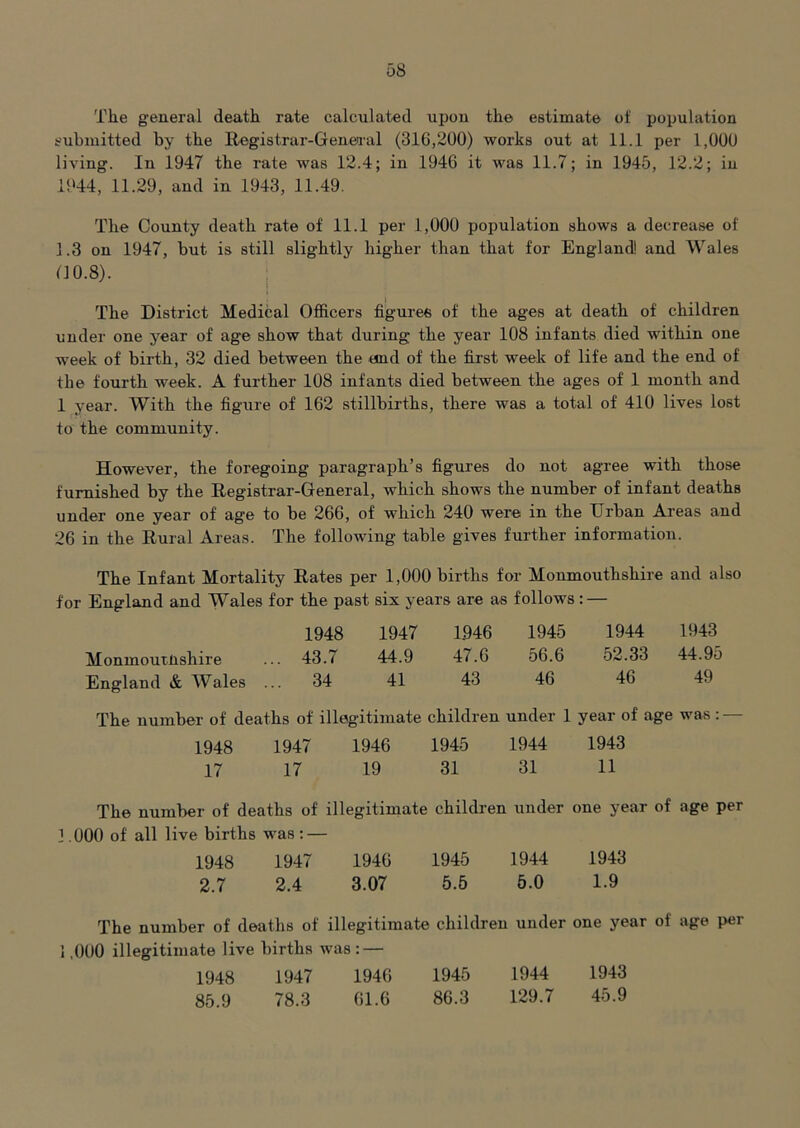 58
The general death rate calculated upon the estimate of population
submitted by the Registrar-General (316,200) works out at 11.1 per 1,000
living. In 1947 the rate was 12.4; in 1946 it was 11.7; in 1945, 12.2; in
1944, 11.29, and in 1943, 11.49.
The County death rate of 11.1 per 1,000 population shows a decrease of
1.3 on 1947, but is still slightly higher than that for England and Wales
(10.8).
The District Medical Officers figures of the ages at death of children
under one year of age show that during the year 108 infants died within one
week of birth, 32 died between the end of the first week of life and the end of
the fourth week. A further 108 infants died between the ages of 1 month and
1 year. With the figure of 162 stillbirths, there was a total of 410 lives lost
to the community.
However, the foregoing paragraph's figures do not agree with those
furnished by the Registrar-General, which shows the number of infant deaths
under one year of age to be 266, of which 240 were in the Urban Areas and
26 in the Rural Areas. The following table gives further information.
The Infant Mortality Rates per 1,000 births for Monmouthshire and also
for England and Wales for the past six years are as follows :—
1948 1947 1946 1945 1944 1943
Monmouthshire ... 43.7 44.9 47.6 56.6 52.33 44.95
England & Wales ... 34 41 43 46 46 49
The number of deaths of illegitimate children under 1 year of age was :—
1948 1947 1946 1945 1944 1943
17 17 19 31 31 11
The number of deaths of illegitimate children under one year of age per
1.000 of all live births was :—
1948 1947 1946 1945 1944 1943
2.7 2.4 3.07 5.5 5.0 1.9
The number of deaths of illegitimate children under one year of age per
1,000 illegitimate live births was :—
1948 1947 1946 1945 1944 1943
85.9 78.3 61.6 86.3 129.7 45.9